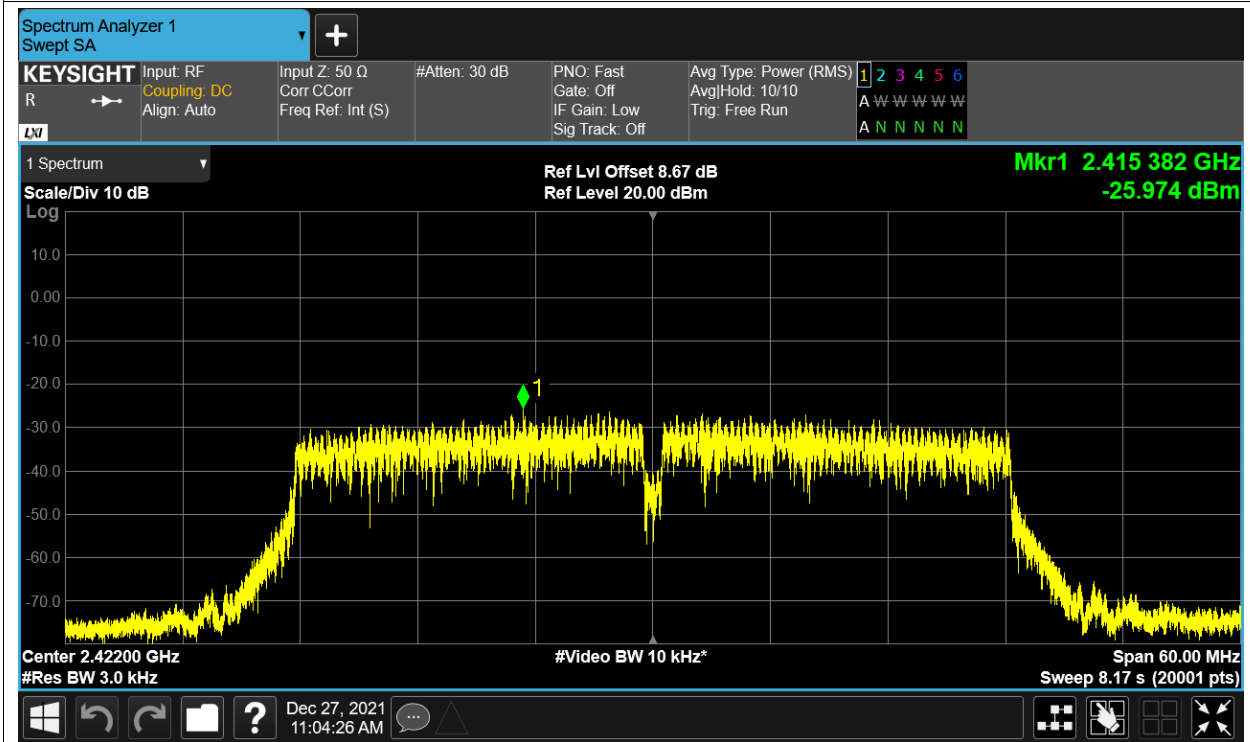 Spectrum Analyzer 1
Swept SA
+
KEYSIGHT
R
LXI
Input: RF
Coupling: DC
Align: Auto
Input Z: 50 Ω
Corr CCorr
Freq Ref: Int (S)
#Atten: 30 dB
PNO: Fast
Gate: Off
IF Gain: Low
Sig Track: Off
Avg Type: Power (RMS)
Avg|Hold: 10/10
Trig: Free Run
1 2 3 4 5 6
A W W W W W
A N N N N N
1 Spectrum
Scale/Div 10 dB
Log
Ref Lvl Offset 8.67 dB
Ref Level 20.00 dBm
Mkr1 2.415 382 GHz
-25.974 dBm
10.0
0.00
-10.0
-20.0
1
-30.0
-40.0
-50.0
-60.0
-70.0
Center 2.42200 GHz
#Video BW 10 kHz*
Span 60.00 MHz
#Res BW 3.0 kHz
Sweep 8.17 s (20001 pts)
?
Dec 27, 2021
11:04:26 AM